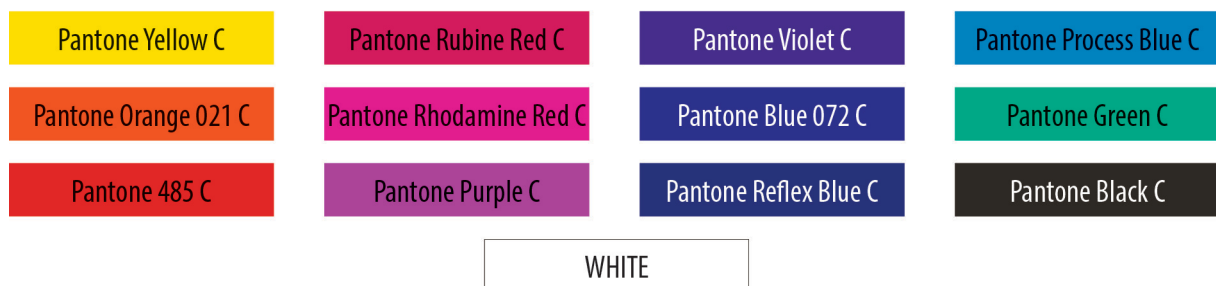 Pantone Yellow C
Pantone Rubine Red C
Pantone Violet C
Pantone Process Blue C
Pantone Orange 021 C
Pantone Rhodamine Red C
Pantone Blue 072 C
Pantone Green C
Pantone 485 C
Pantone Purple C
Pantone Reflex Blue C
Pantone Black C
WHITE